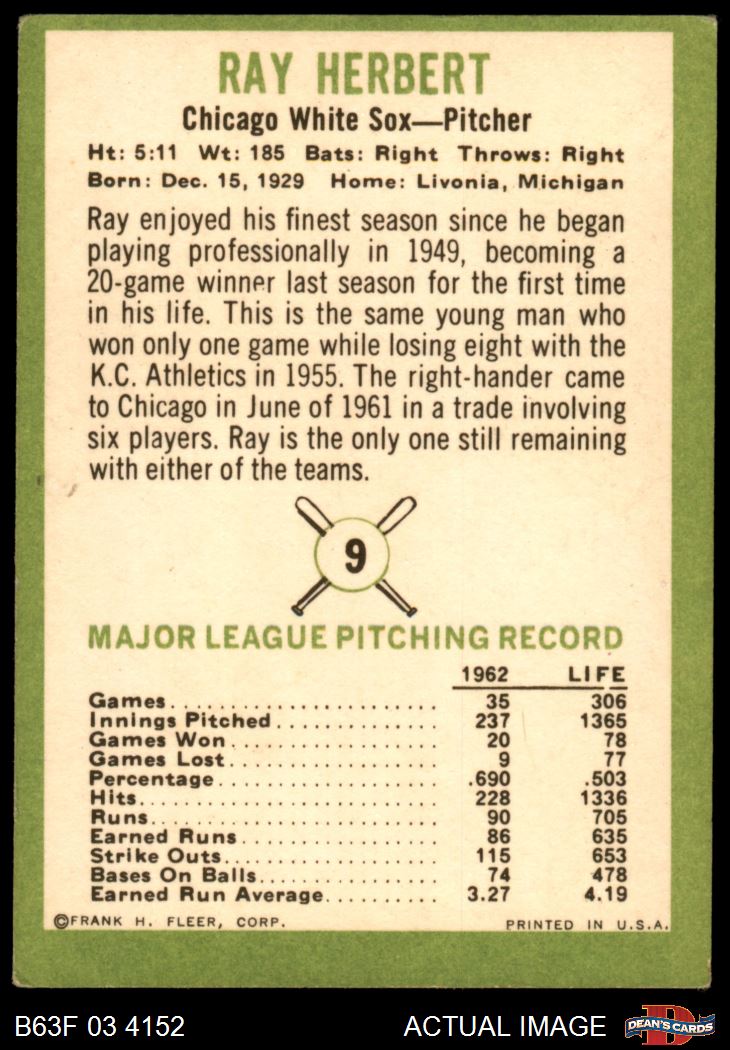 RAY HERBERT
Chicago White Sox—Pitcher
Ht: 5:11 Wt: 185 Bats: Right Throws: Right
Born: Dec. 15, 1929 Home: Livonia, Michigan
Ray enjoyed his finest season since he began
playing professionally in 1949, becoming a
20-game winner last season for the first time
in his life. This is the same young man who
won only one game while losing eight with the
K.C. Athletics in 1955. The right-hander came
to Chicago in June of 1961 in a trade involving
six players. Ray is the only one still remaining
with either of the teams.
9
MAJOR LEAGUE PITCHING RECORD
1962 LIFE
Games........................ 35 306
Innings Pitched................ 237 1365
Games Won.................... 20 78
Games Lost.................... 9 77
Percentage.................... .690 .503
Hits.......................... 228 1336
Runs.......................... 90 705
Earned Runs................... 86 635
Strike Outs.................... 115 653
Bases On Balls................. 74 478
Earned Run Average.......... 3.27 4.19
©FRANK H. FLEER, CORP. PRINTED IN U.S.A.
B63F 03 4152 ACTUAL IMAGE D DEAN'S CARDS